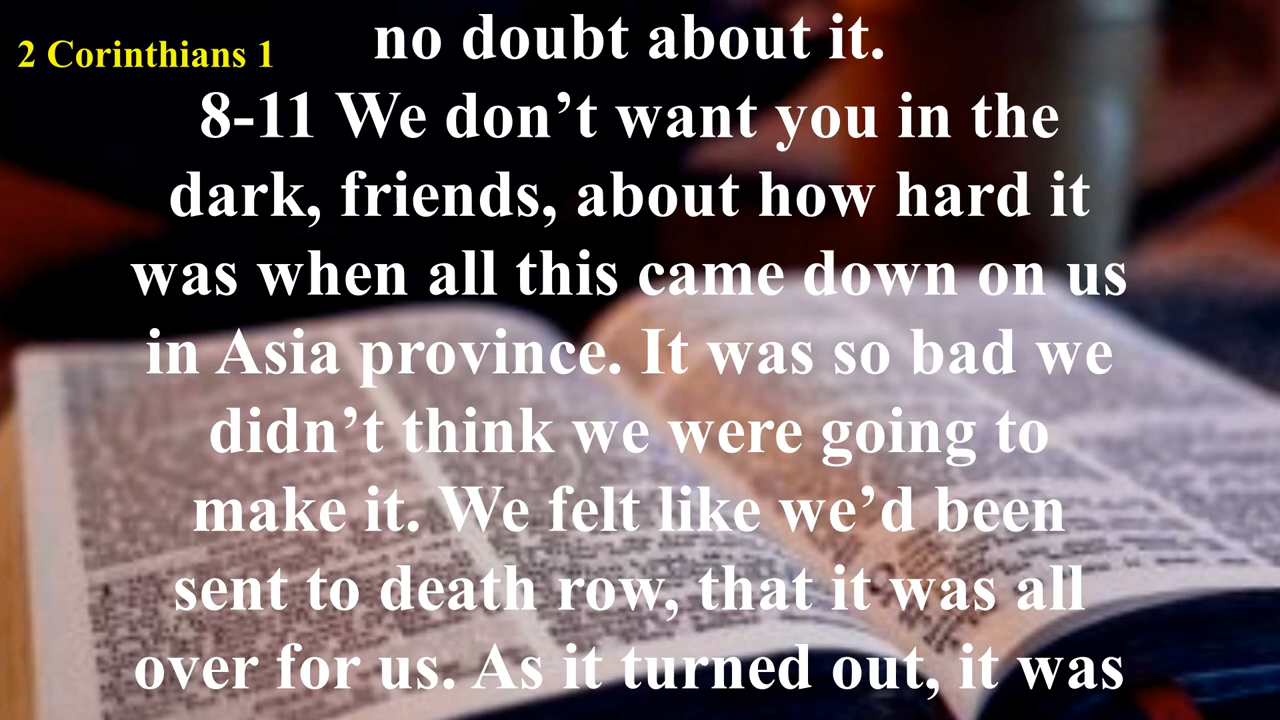 2 Corinthians 1
no doubt about it.
8-11 We don’t want you in the
dark, friends, about how hard it
was when all this came down on us
in Asia province. It was so bad we
didn’t think we were going to
make it. We felt like we’d been
sent to death row, that it was all
over for us. As it turned out, it was